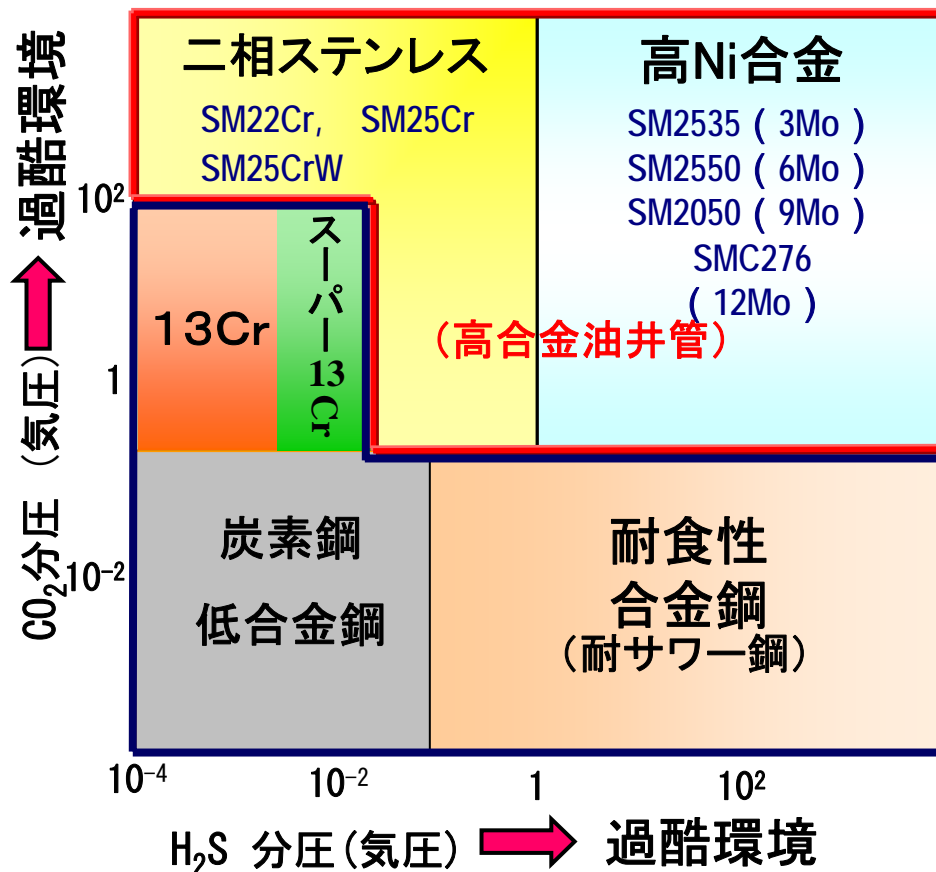 過酷環境
CO₂分圧 (気圧)
10²
1
10⁻²
二相ステンレス
SM22Cr, SM25Cr
SM25CrW
高Ni合金
SM2535 ( 3Mo )
SM2550 ( 6Mo )
SM2050 ( 9Mo )
SMC276
( 12Mo )
13Cr
スーパー13Cr
(高合金油井管)
炭素鋼
低合金鋼
耐食性
合金鋼
(耐サワー鋼)
10⁻⁴ 10⁻² 1 10²
H₂S 分圧(気圧) 過酷環境